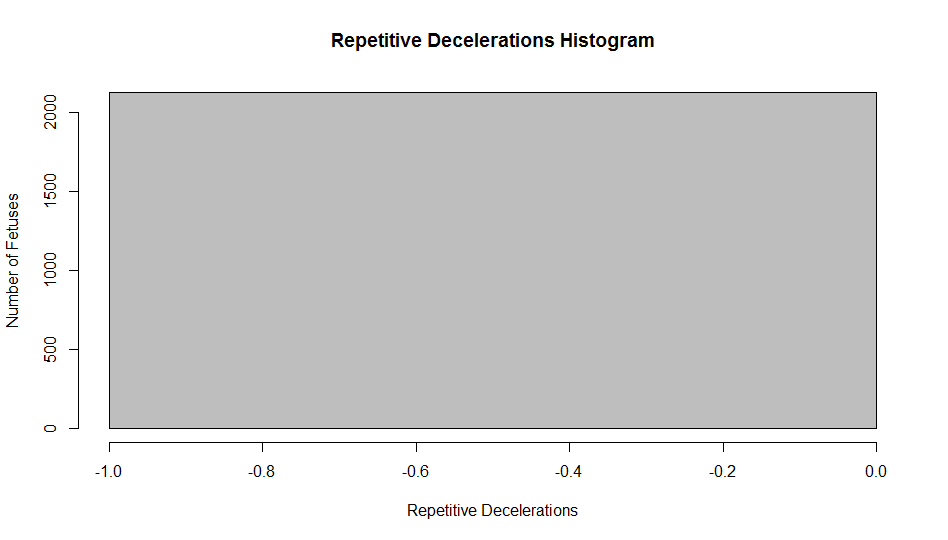 Repetitive Decelerations Histogram
Number of Fetuses
2000
1500
1000
500
0
-1.0 -0.8 -0.6 -0.4 -0.2 0.0
Repetitive Decelerations